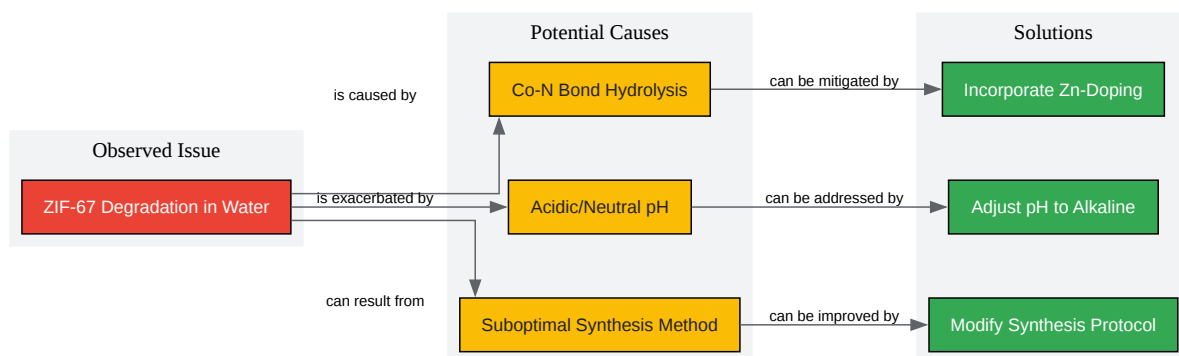 Potential Causes
Solutions
is caused by
Co-N Bond Hydrolysis
can be mitigated by
Incorporate Zn-Doping
Observed Issue
ZIF-67 Degradation in Water
is exacerbated by
Acidic/Neutral pH
can be addressed by
Adjust pH to Alkaline
can result from
Suboptimal Synthesis Method
can be improved by
Modify Synthesis Protocol